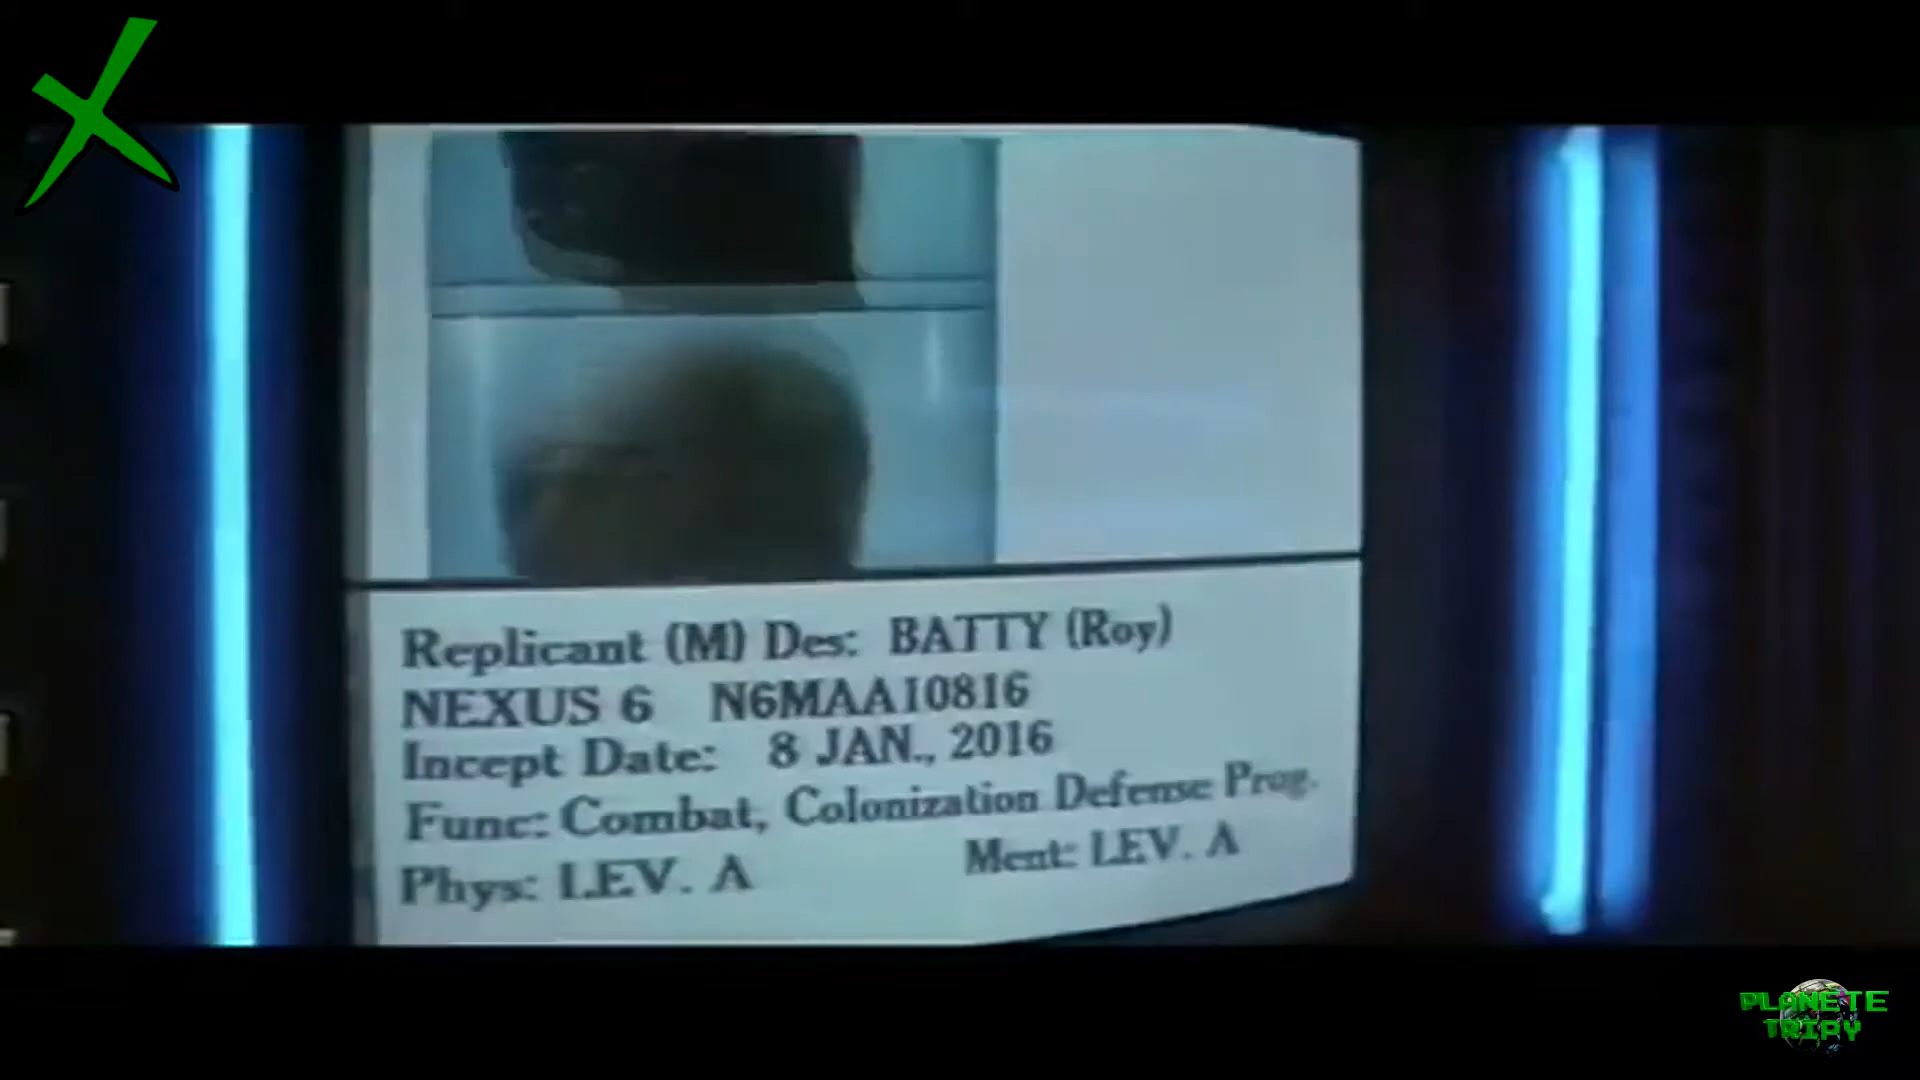 Replicant (M) Des: BATTY (Roy)
NEXUS 6 N6MAA10816
Incept Date: 8 JAN., 2016
Func: Combat, Colonization Defense Prog.
Phys: LEV. A Ment: LEV. A
PLANETE
TRIPY